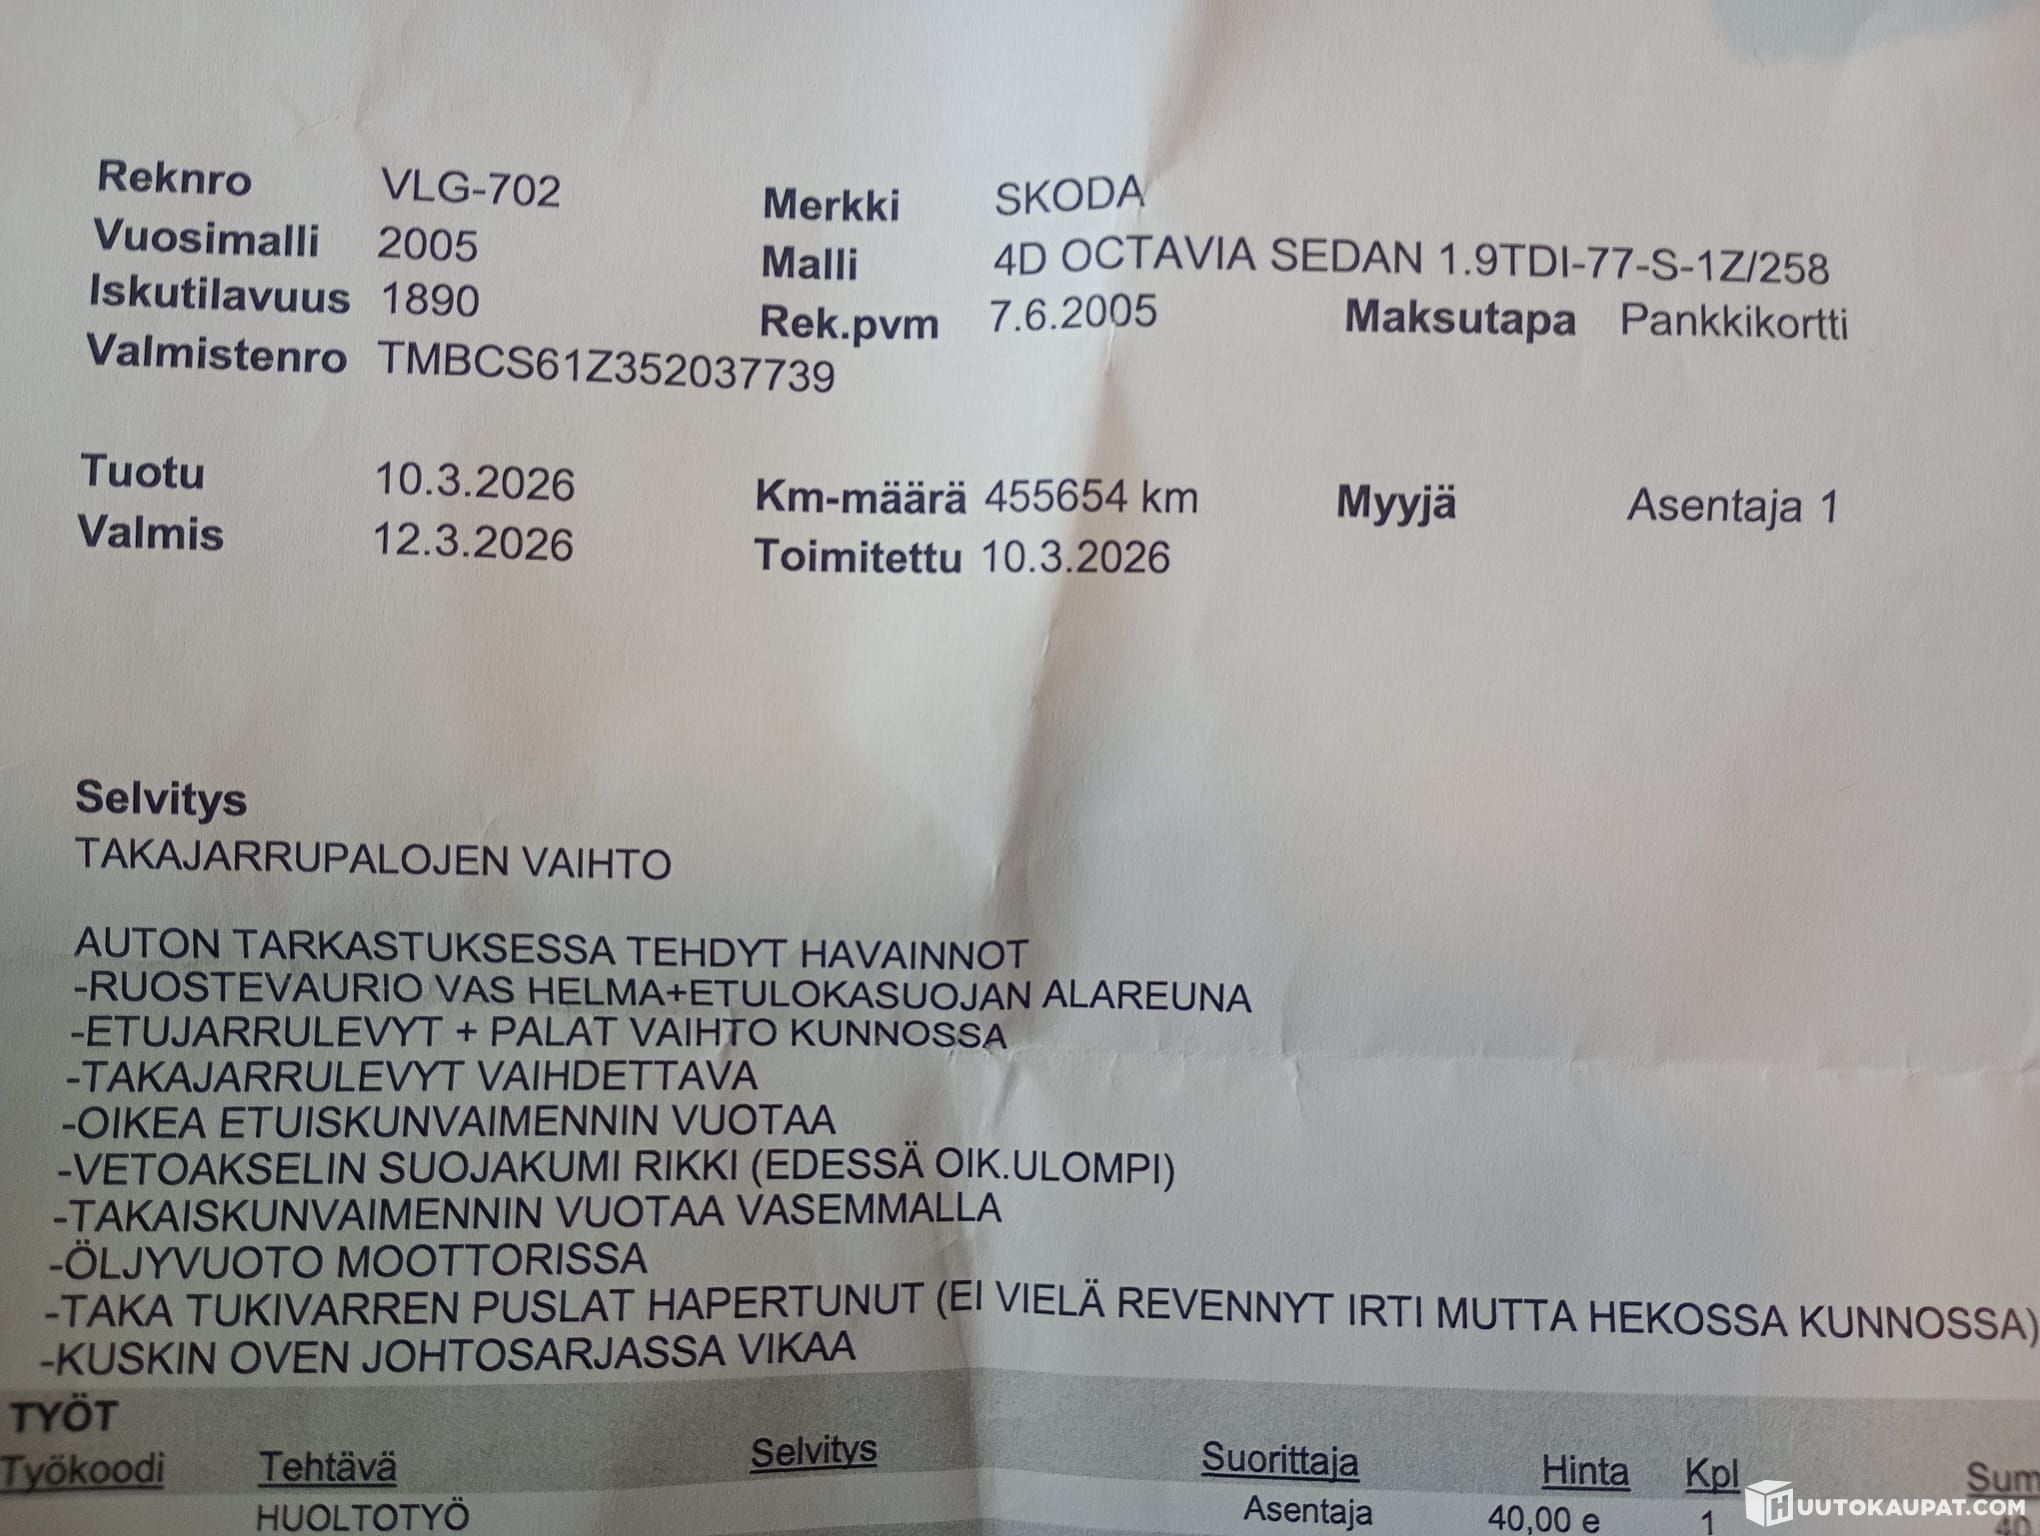 Reknro VLG-702 Merkki SKODA
Vuosimalli 2005 Malli 4D OCTAVIA SEDAN 1.9TDI-77-S-1Z/258
Iskutilavuus 1890 Rek.pvm 7.6.2005 Maksutapa Pankkikortti
Valmistenro TMBCS61Z352037739
Tuotu 10.3.2026 Km-määrä 455654 km Myyjä Asentaja 1
Valmis 12.3.2026 Toimitettu 10.3.2026
Selvitys
TAKAJARRUPALOJEN VAIHTO
AUTON TARKASTUKSESSA TEHDYT HAVAINNOT
-RUOSTEVAURIO VAS HELMA+ETULOKASUOJAN ALAREUNA
-ETUJARRULEVYT + PALAT VAIHTO KUNNOSSA
-TAKAJARRULEVYT VAIHDETTAVA
-OIKEA ETUISKUNVAIMENNIN VUOTAA
-VETOAKSELIN SUOJAKUMI RIKKI (EDESSÄ OIK.ULOMPI)
-TAKAISKUNVAIMENNIN VUOTAA VASEMMALLA
-ÖLJYVUOTO MOOTTORISSA
-TAKA TUKIVARREN PUSLAT HAPERTUNUT (EI VIELÄ REVENNYT IRTI MUTTA HEKOSSA KUNNOSSA)
-KUSKIN OVEN JOHTOSARJASSA VIKAA
TYÖT
Työkoodi Tehtävä Selvitys Suorittaja Hinta Kpl Sum
HUOLTOTYÖ Asentaja 40,00 e 1
HUUTOKAUPAT.COM